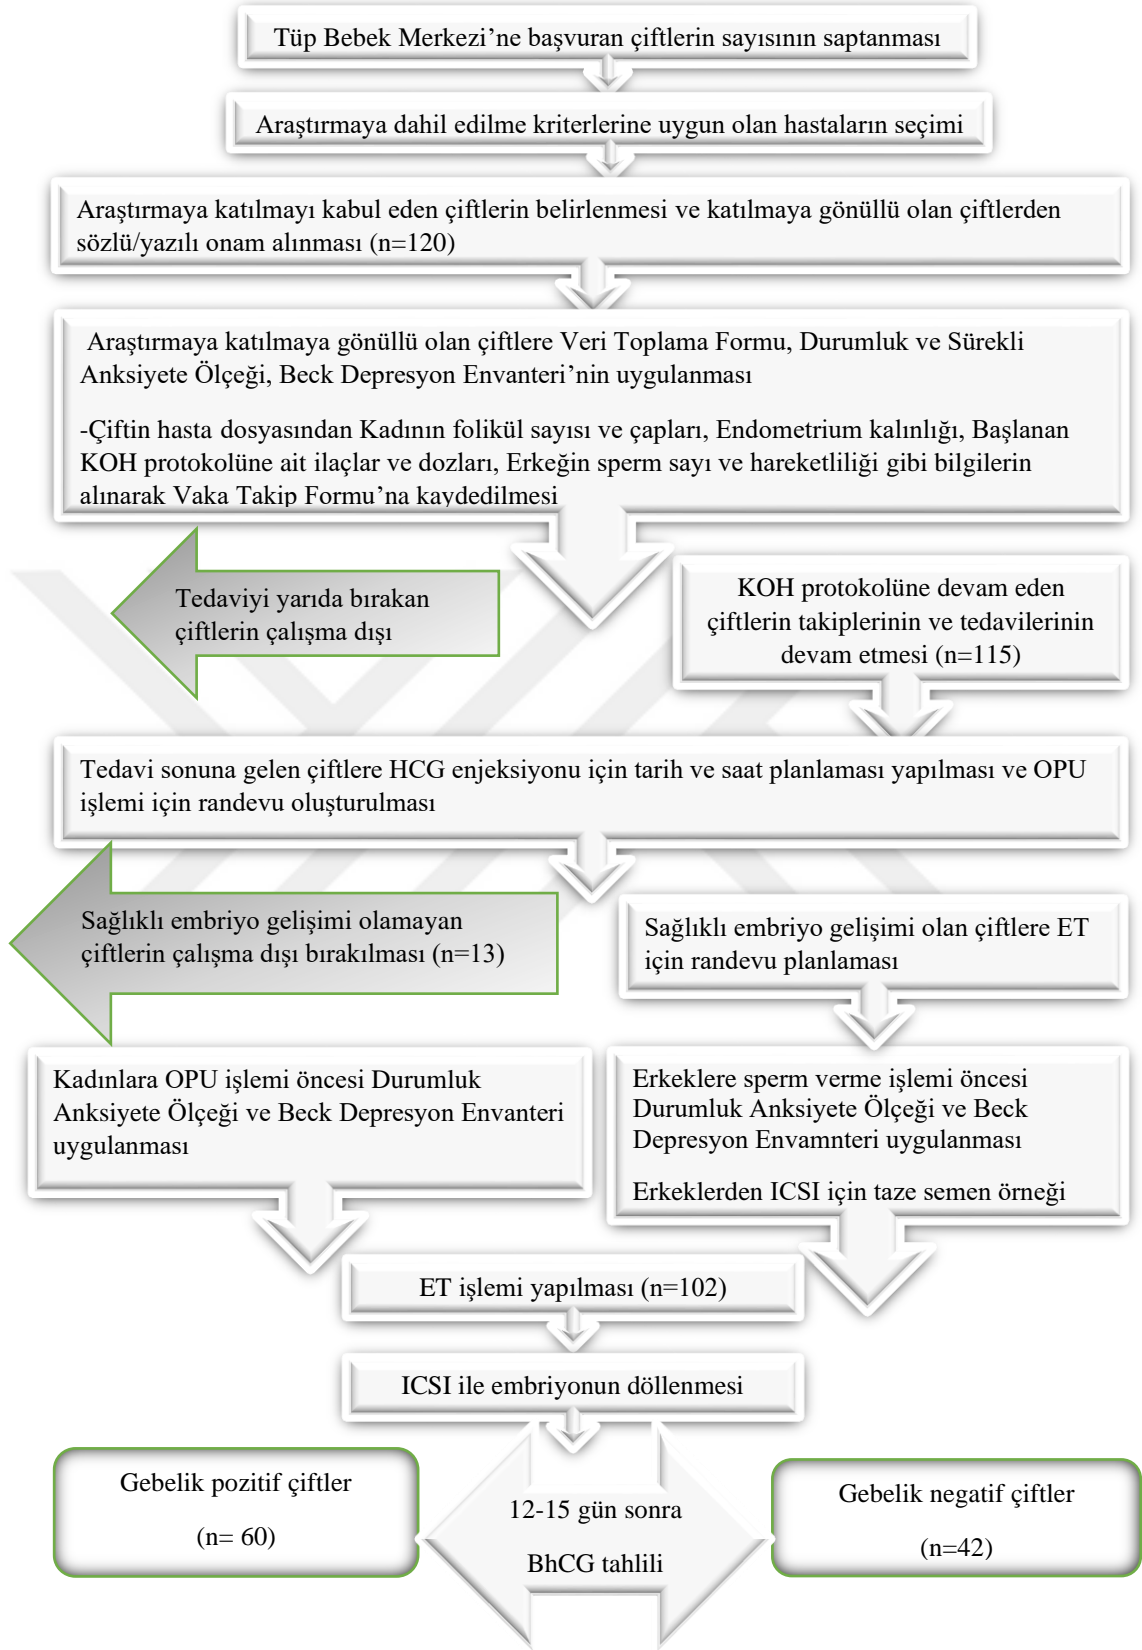 Tüp Bebek Merkezi’ne başvuran çiftlerin sayısının saptanması
Araştırmaya dahil edilme kriterlerine uygun olan hastaların seçimi
Araştırmaya katılmayı kabul eden çiftlerin belirlenmesi ve katılmaya gönüllü olan çiftlerden
sözlü/yazılı onam alınması (n=120)
Araştırmaya katılmaya gönüllü olan çiftlere Veri Toplama Formu, Durumluk ve Sürekli
Anksiyete Ölçeği, Beck Depresyon Envanteri’nin uygulanması
-Çiftin hasta dosyasından Kadının folikül sayısı ve çapları, Endometrium kalınlığı, Başlanan
KOH protokolüne ait ilaçlar ve dozları, Erkeğin sperm sayı ve hareketliliği gibi bilgilerin
alınarak Vaka Takip Formu’na kaydedilmesi
Tedaviyi yarıda bırakan
çiftlerin çalışma dışı
KOH protokolüne devam eden
çiftlerin takiplerinin ve tedavilerinin
devam etmesi (n=115)
Tedavi sonuna gelen çiftlere HCG enjeksiyonu için tarih ve saat planlaması yapılması ve OPU
işlemi için randevu oluşturulması
Sağlıklı embriyo gelişimi olamayan
çiftlerin çalışma dışı bırakılması (n=13)
Sağlıklı embriyo gelişimi olan çiftlere ET
için randevu planlaması
Kadınlara OPU işlemi öncesi Durumluk
Anksiyete Ölçeği ve Beck Depresyon Envanteri
uygulanması
Erkeklere sperm verme işlemi öncesi
Durumluk Anksiyete Ölçeği ve Beck
Depresyon Envamnteri uygulanması
Erkeklerden ICSI için taze semen örneği
ET işlemi yapılması (n=102)
ICSI ile embriyonun döllenmesi
Gebelik pozitif çiftler
(n= 60)
12-15 gün sonra
BhCG tahlili
Gebelik negatif çiftler
(n=42)